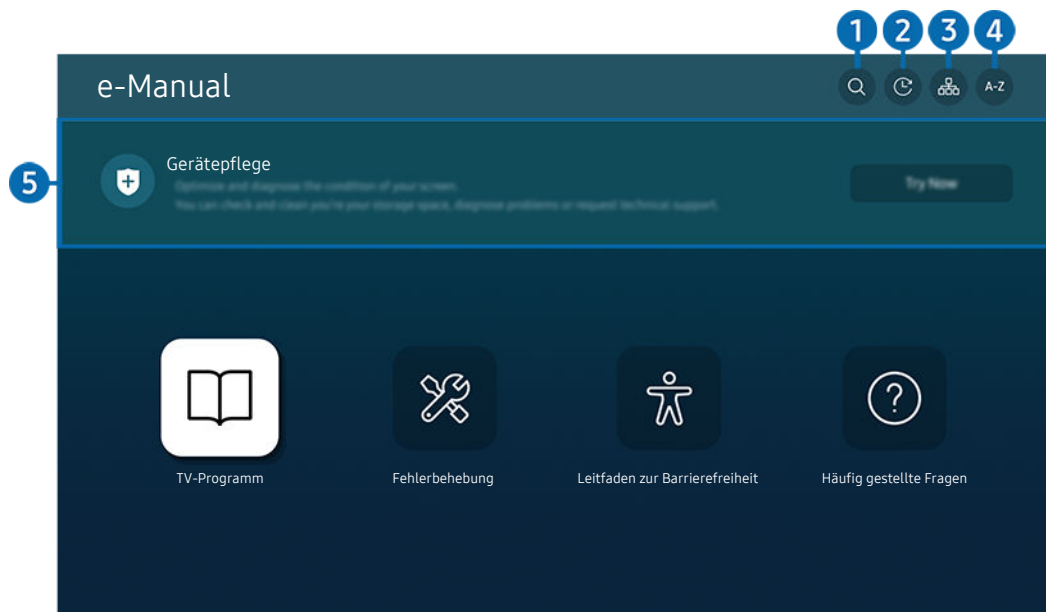 1 2 3 4
e-Manual
A-Z
5
Gerätepflege
Optimize and diagnose the condition of your screen.
Try Now
You can check and clean you're your storage space, diagnose problems or request technical support.
TV-Programm
Fehlerbehebung
Leitfaden zur Barrierefreiheit
Häufig gestellte Fragen